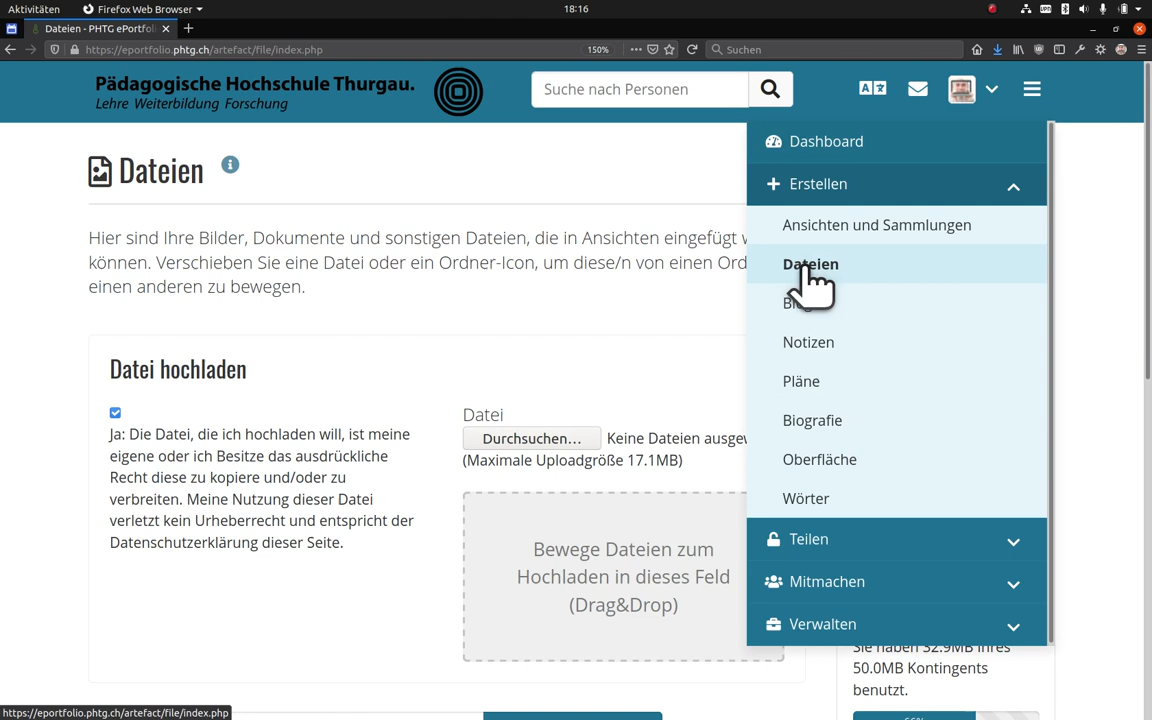 Aktivitäten
Firefox Web Browser
18:16
Dateien - PHTG ePortfoli
https://eportfolio.phtg.ch/artefact/file/index.php
150%
Suchen
Pädagogische Hochschule Thurgau.
Lehre Weiterbildung Forschung
Suche nach Personen
Dashboard
Erstellen
Ansichten und Sammlungen
Dateien
Notizen
Pläne
Biografie
Oberfläche
Wörter
Teilen
Mitmachen
Verwalten
Dateien
Hier sind Ihre Bilder, Dokumente und sonstigen Dateien, die in Ansichten eingefügt
können. Verschieben Sie eine Datei oder ein Ordner-Icon, um diese/n von einen Ord
einen anderen zu bewegen.
Datei hochladen
Ja: Die Datei, die ich hochladen will, ist meine
eigene oder ich Besitze das ausdrückliche
Recht diese zu kopiere und/oder zu
verbreiten. Meine Nutzung dieser Datei
verletzt kein Urheberrecht und entspricht der
Datenschutzerklärung dieser Seite.
Datei
Durchsuchen... Keine Dateien ausgew
(Maximale Uploadgröße 17.1MB)
Bewege Dateien zum
Hochladen in dieses Feld
(Drag&Drop)
Sie haben 32.9MB Ihres
50.0MB Kontingents
benutzt.
https://eportfolio.phtg.ch/artefact/file/index.php